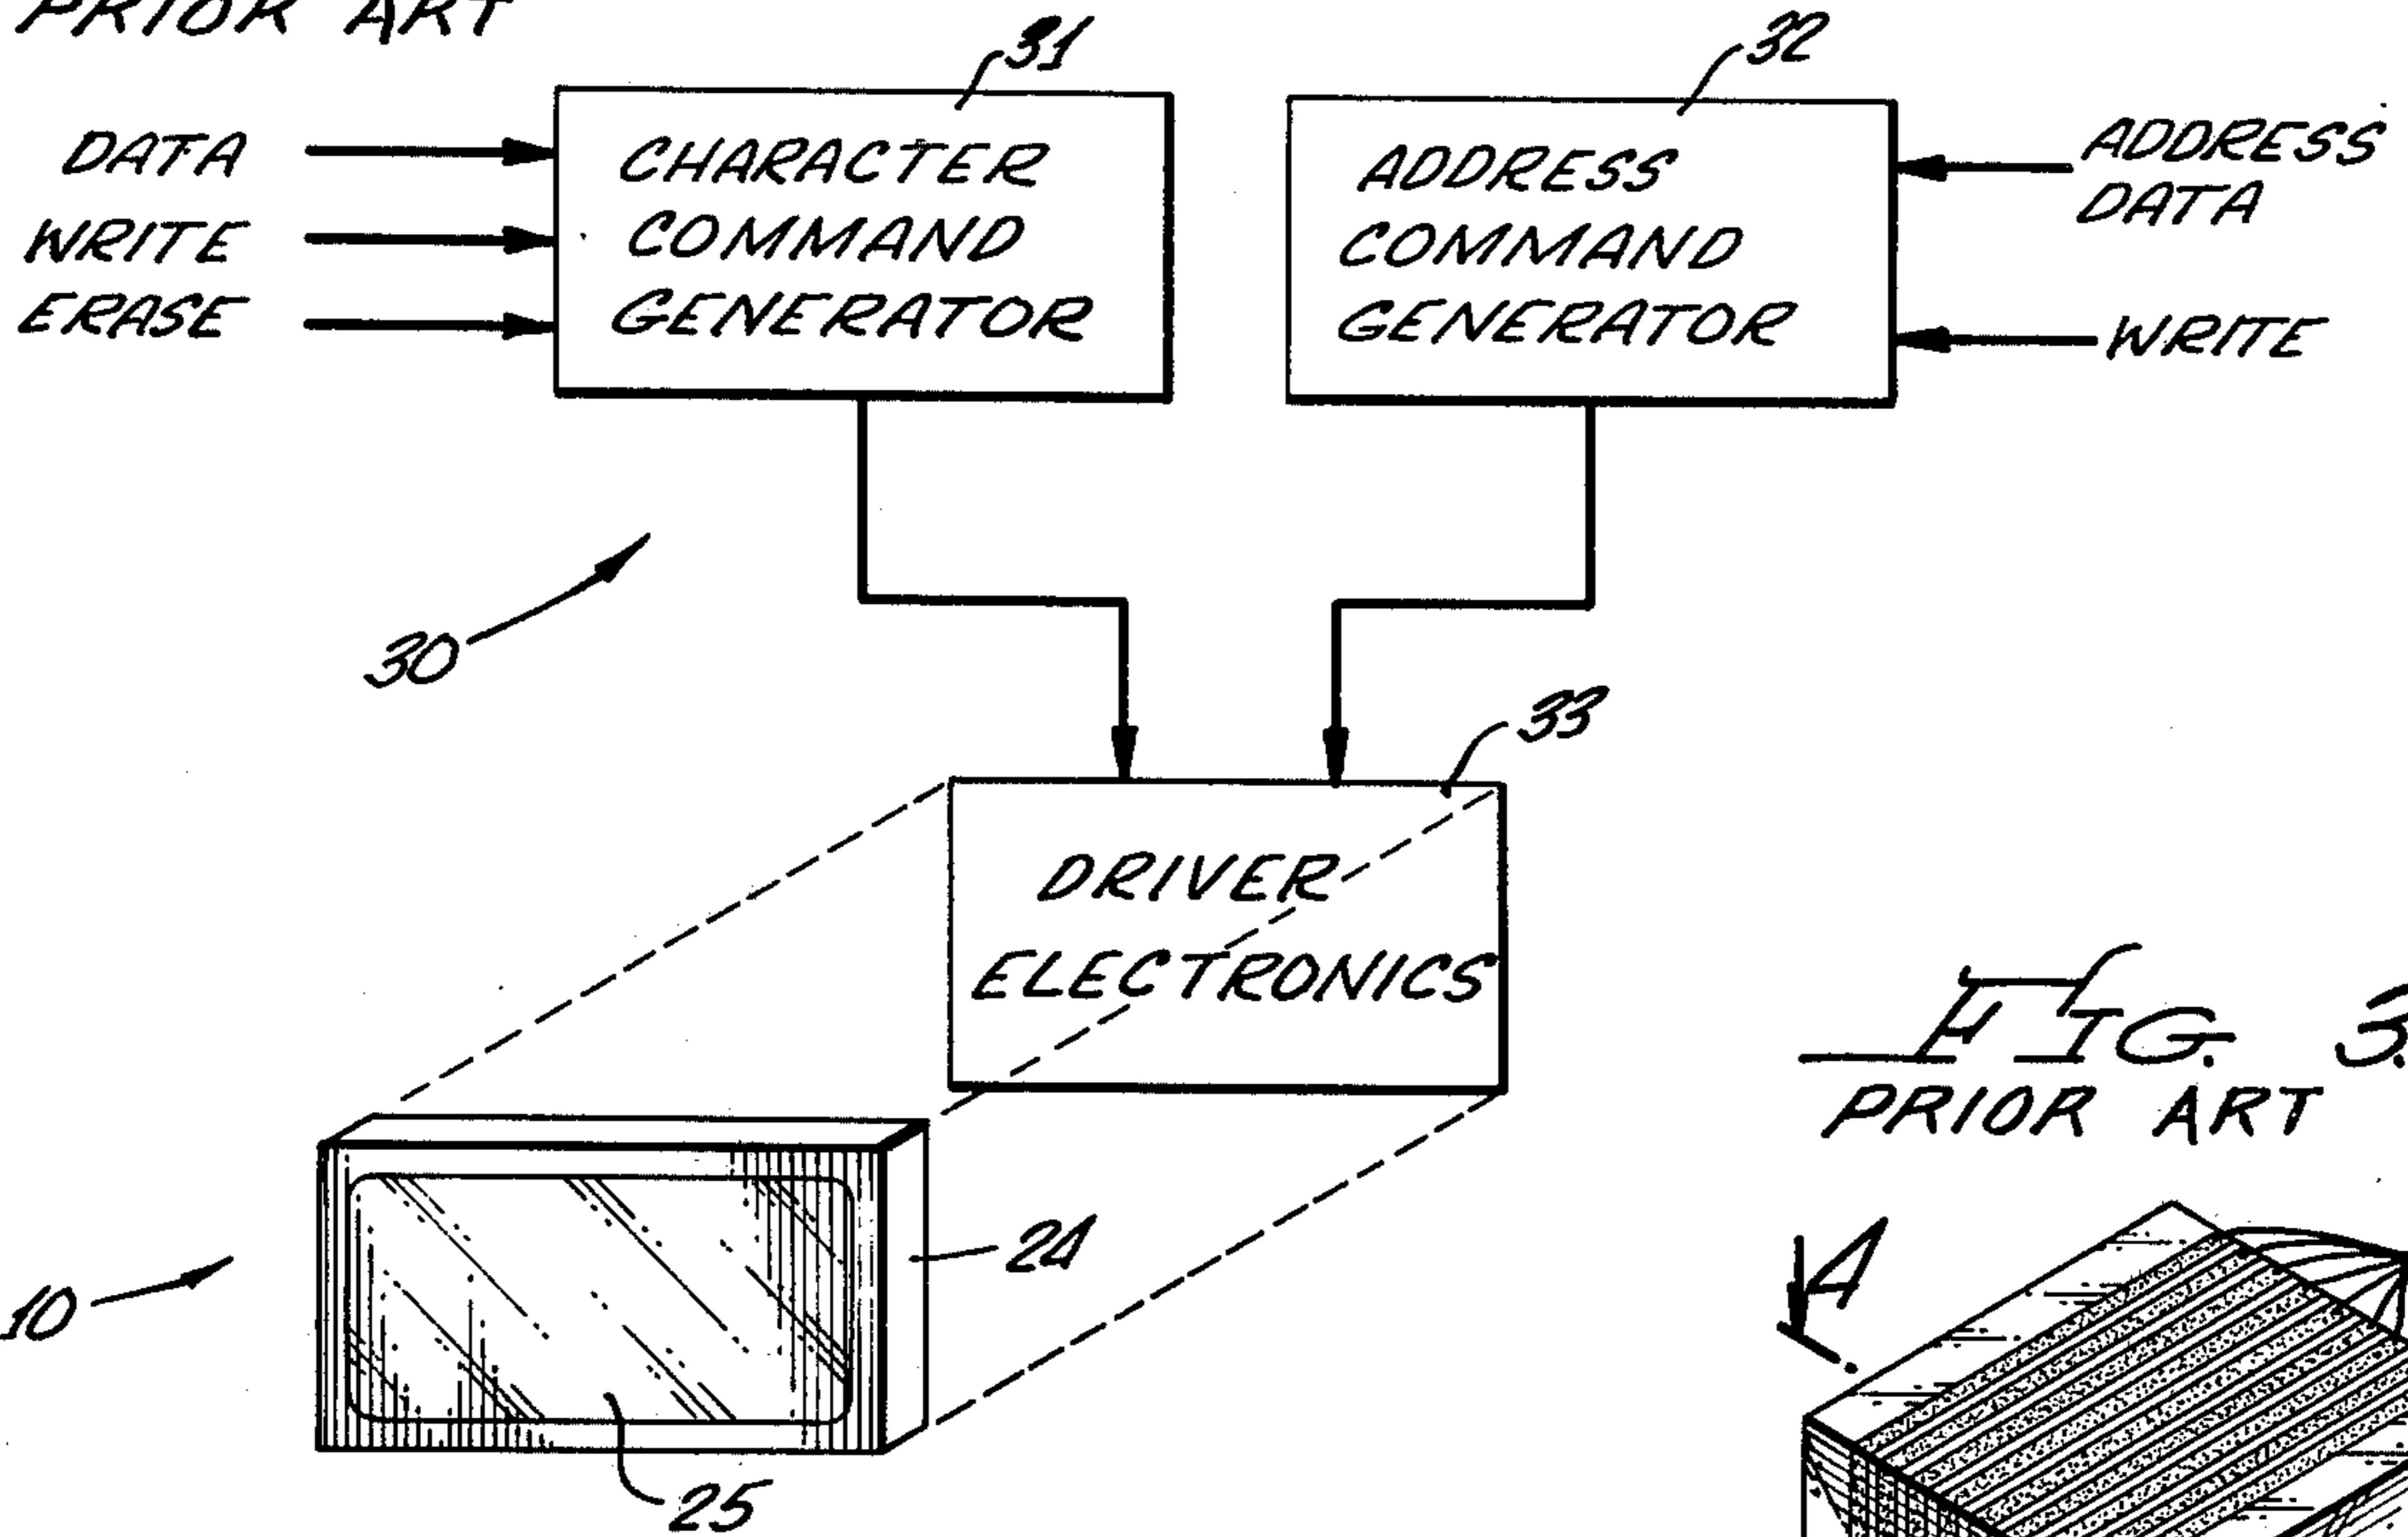 PRIOR ART
31
32
DATA
WRITE
ERASE
CHARACTER
COMMAND
GENERATOR
ADDRESS
COMMAND
GENERATOR
ADDRESS
DATA
WRITE
30
33
DRIVER
ELECTRONICS
FIG. 3.
PRIOR ART
24
10
25
4